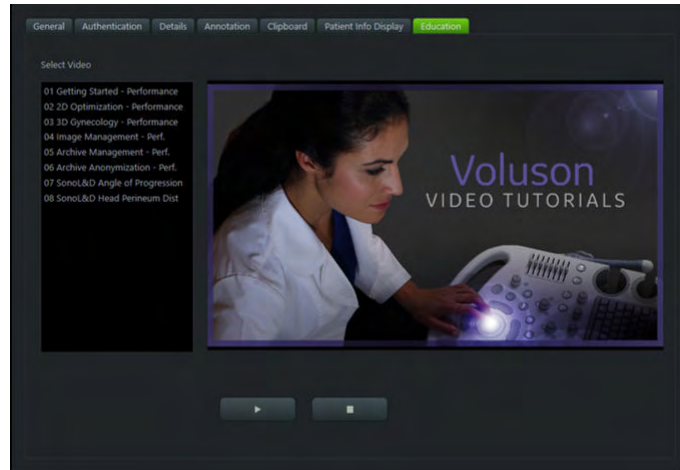 General
Authentication
Details
Annotation
Clipboard
Patient Info Display
Education
Select Video
01 Getting Started - Performance
02 2D Optimization - Performance
03 3D Gynecology - Performance
04 Image Management - Perf.
05 Archive Management - Perf.
06 Archive Anonymization - Perf.
07 SonoL&D Angle of Progression
08 SonoL&D Head Perineum Dist
Voluson
VIDEO TUTORIALS